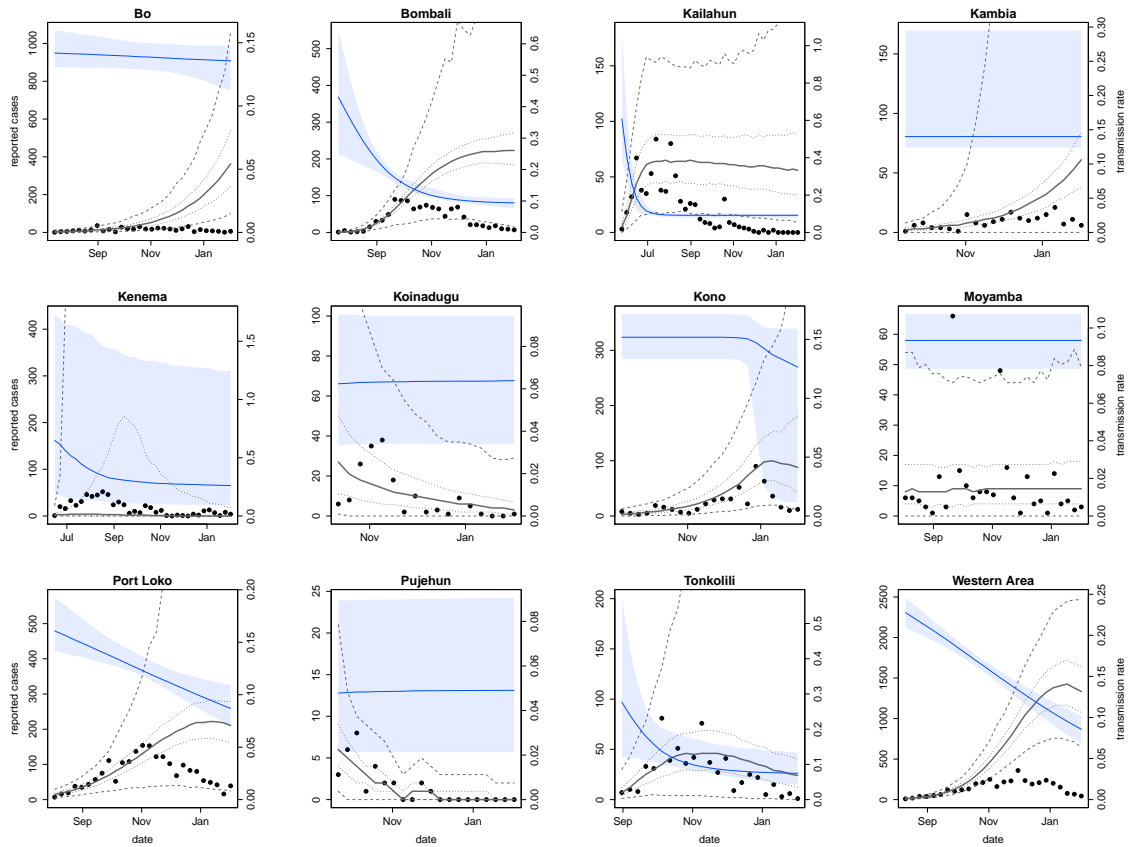 Bo
Bombali
Kailahun
Kambia
reported cases
0 200 400 600 800 1000
0.00 0.05 0.10 0.15
Sep Nov Jan
0 100 200 300 400 500
0.0 0.1 0.2 0.3 0.4 0.5 0.6
Sep Nov Jan
0 50 100 150
0.0 0.2 0.4 0.6 0.8 1.0
Jul Sep Nov Jan
0 50 100 150
0.00 0.05 0.10 0.15 0.20 0.25 0.30
Nov Jan
transmission rate
Kenema
Koinadugu
Kono
Moyamba
reported cases
0 100 200 300 400
0.0 0.5 1.0 1.5
Jul Sep Nov Jan
0 20 40 60 80 100
0.00 0.02 0.04 0.06 0.08
Nov Jan
0 100 200 300
0.00 0.05 0.10 0.15
Nov Jan
0 10 20 30 40 50 60
0.00 0.02 0.04 0.06 0.08 0.10
Sep Nov Jan
transmission rate
Port Loko
Pujehun
Tonkolili
Western Area
reported cases
0 100 200 300 400 500
0.00 0.05 0.10 0.15 0.20
Sep Nov Jan
date
0 5 10 15 20 25
0.00 0.02 0.04 0.06 0.08
Nov Jan
date
0 50 100 150 200
0.0 0.1 0.2 0.3 0.4 0.5
Sep Nov Jan
date
0 500 1000 1500 2000 2500
0.00 0.05 0.10 0.15 0.20 0.25
Sep Nov Jan
date
transmission rate